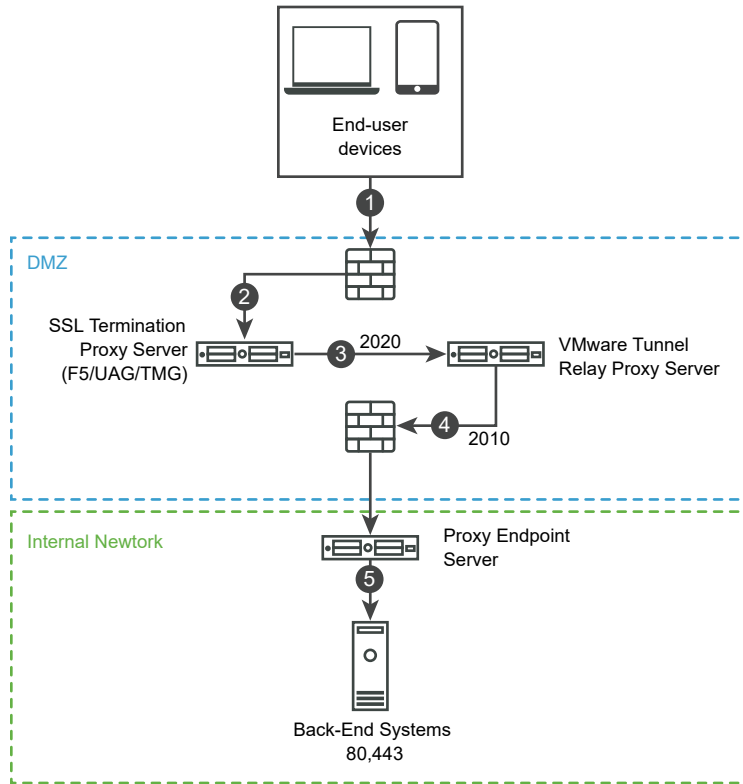 End-user
devices
1
DMZ
2
SSL Termination
Proxy Server
(F5/UAG/TMG)
3
2020
VMware Tunnel
Relay Proxy Server
4
2010
Internal Newtork
Proxy Endpoint
Server
5
Back-End Systems
80,443